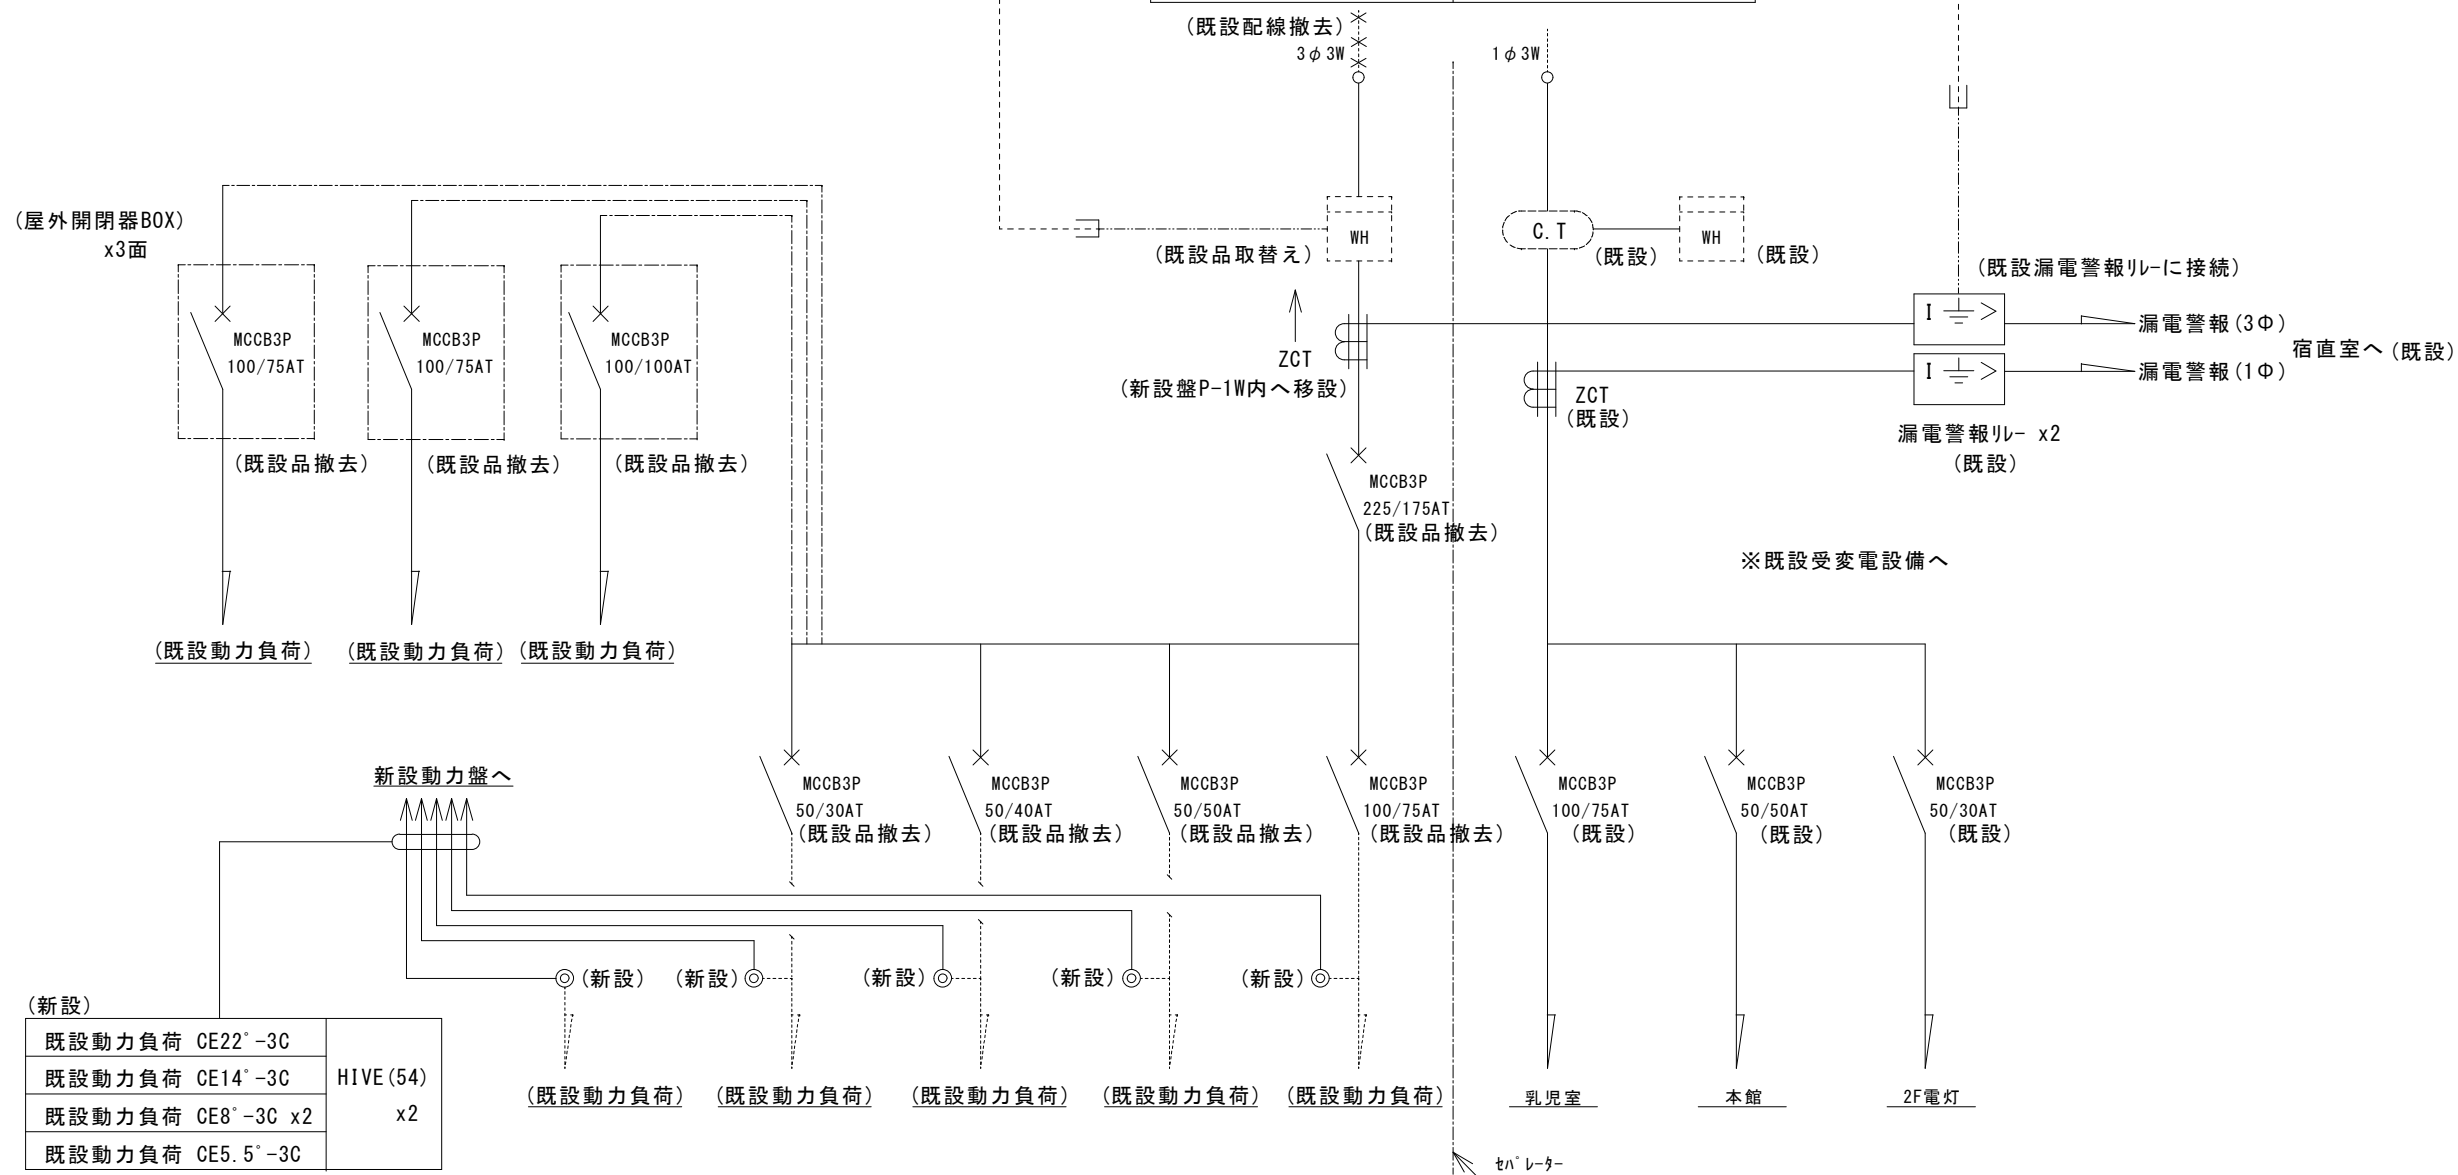 (既設配線撤去)
3φ3W
1φ3W
(屋外開閉器BOX)
x3面
MCCB3P
100/75AT
(既設品撤去)
MCCB3P
100/75AT
(既設品撤去)
MCCB3P
100/100AT
(既設品撤去)
(既設動力負荷)
(既設動力負荷)
(既設動力負荷)
WH
(既設品取替え)
C.T
(既設)
WH
(既設)
ZCT
(新設盤P-1W内へ移設)
ZCT
(既設)
(既設漏電警報ﾘﾚｰに接続)
I >
漏電警報(3Φ)
宿直室へ(既設)
I >
漏電警報(1Φ)
漏電警報ﾘﾚｰ x2
(既設)
MCCB3P
225/175AT
(既設品撤去)
※既設受変電設備へ
新設動力盤へ
MCCB3P
50/30AT
(既設品撤去)
MCCB3P
50/40AT
(既設品撤去)
MCCB3P
50/50AT
(既設品撤去)
MCCB3P
100/75AT
(既設品撤去)
MCCB3P
100/75AT
(既設)
MCCB3P
50/50AT
(既設)
MCCB3P
50/30AT
(既設)
(新設)
(新設)
(新設)
(新設)
(新設)
(既設動力負荷)
(既設動力負荷)
(既設動力負荷)
(既設動力負荷)
(既設動力負荷)
乳児室
本館
2F電灯
(新設)
既設動力負荷 CE22°-3C
既設動力負荷 CE14°-3C
既設動力負荷 CE8°-3C x2
既設動力負荷 CE5.5°-3C
HIVE(54)
x2
ｾﾊﾟﾚｰﾀｰ